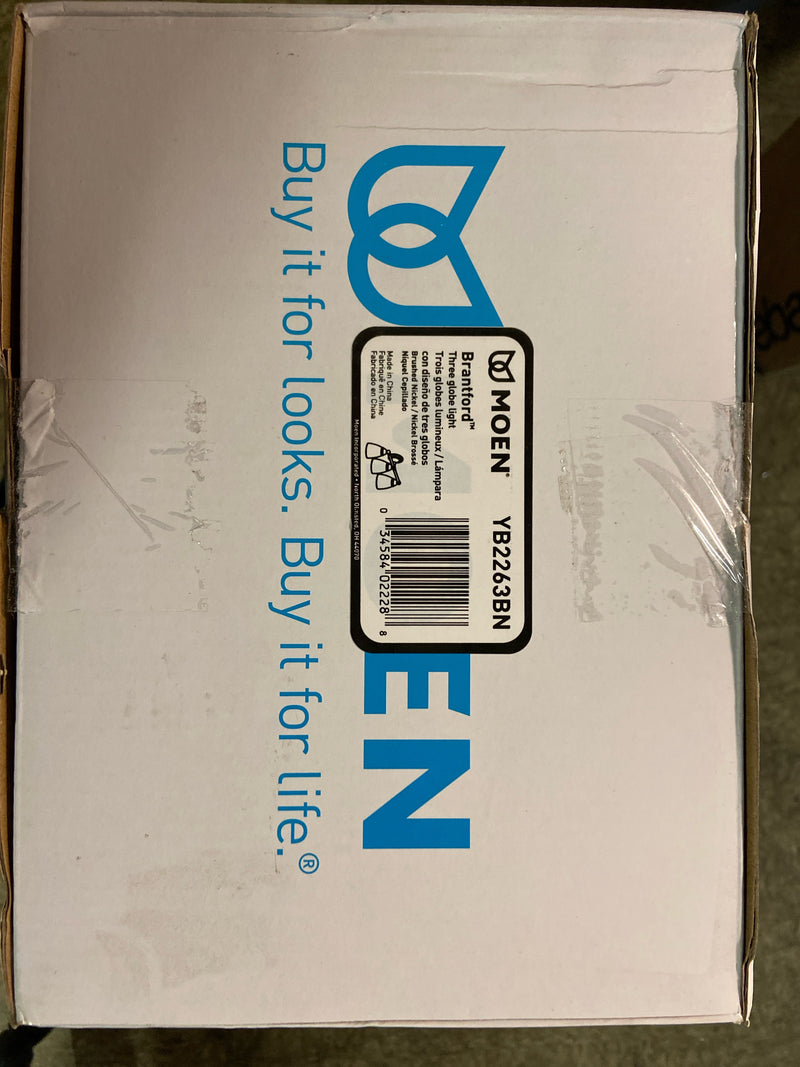 MOEN
Buy it for looks. Buy it for life.®
MOEN® YB2263BN
Brantford™
Three globe light
Trois globes lumineux / Lámpara
con diseño de tres globos
Brushed Nickel / Nickel Brossé
Níquel Cepillado
Made in China
Fabriqué en Chine
Fabricado en China
0 34584 02228 8
Moen Incorporated • North Olmsted, OH 44070
eba